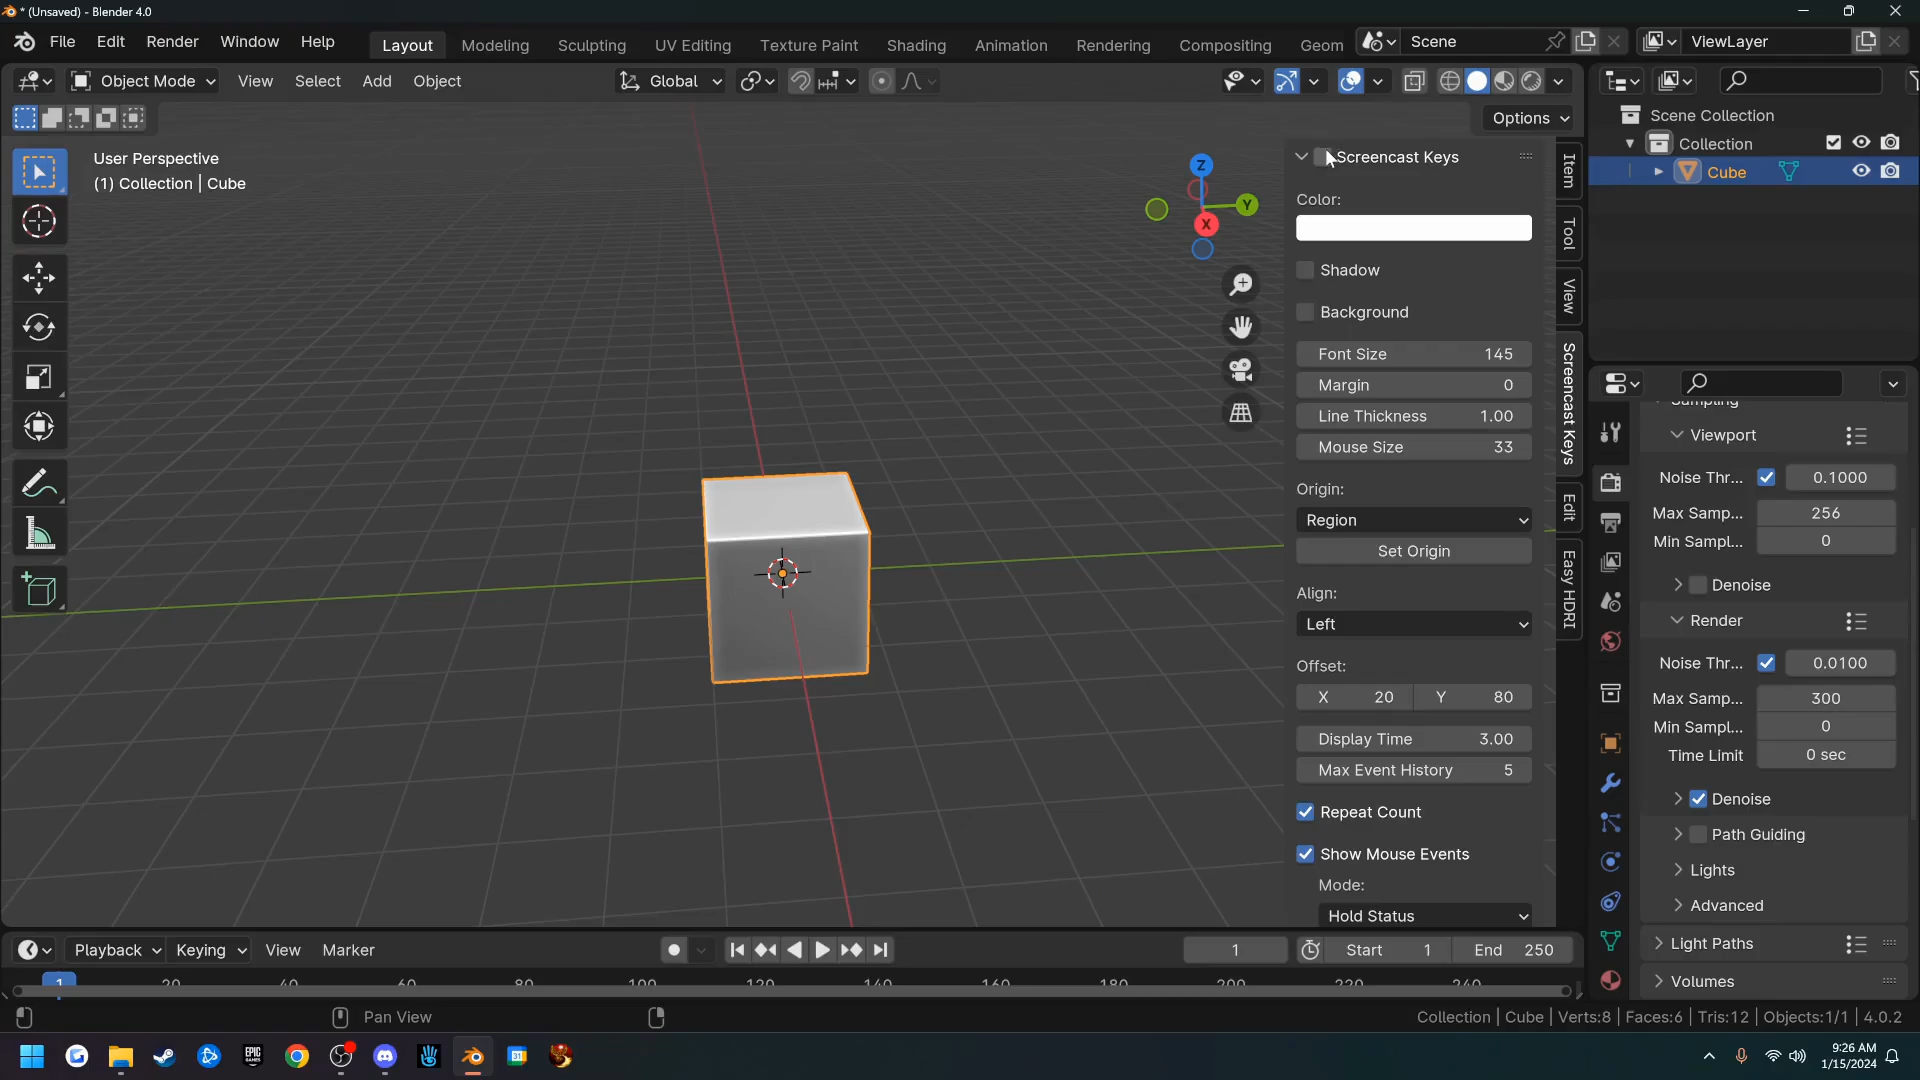 * (Unsaved) - Blender 4.0
File Edit Render Window Help Layout Modeling Sculpting UV Editing Texture Paint Shading Animation Rendering Compositing Geom Scene ViewLayer
Object Mode View Select Add Object Global
Options
User Perspective
(1) Collection | Cube
Z
Y
X
Screencast Keys
Color:
Shadow
Background
Font Size 145
Margin 0
Line Thickness 1.00
Mouse Size 33
Origin:
Region
Set Origin
Align:
Left
Offset:
X 20 Y 80
Display Time 3.00
Max Event History 5
Repeat Count
Show Mouse Events
Mode:
Hold Status
Item
Tool
View
Screencast Keys
Edit
Easy HDRI
Scene Collection
Collection
Cube
Sampling
Viewport
Noise Thr... 0.1000
Max Samp... 256
Min Sampl... 0
Denoise
Render
Noise Thr... 0.0100
Max Samp... 300
Min Sampl... 0
Time Limit 0 sec
Denoise
Path Guiding
Lights
Advanced
Light Paths
Volumes
Playback Keying View Marker 1 Start 1 End 250
1 20 40 60 80 100 120 140 160 180 200 220 240
Pan View Collection | Cube | Verts:8 | Faces:6 | Tris:12 | Objects:1/1 | 4.0.2
EPIC GAMES
31
9:26 AM
1/15/2024